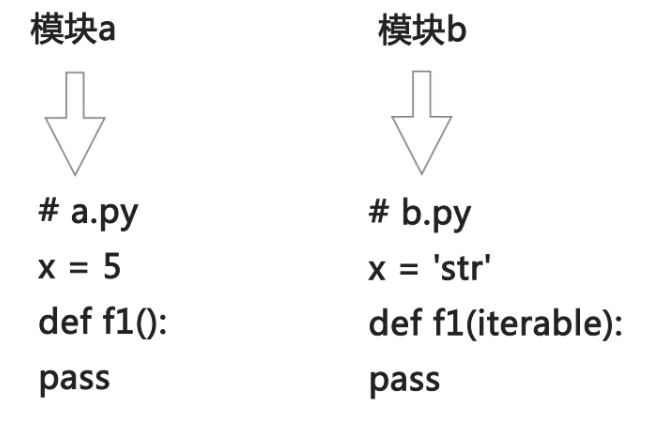 模块a
模块b
# a.py
x = 5
def f1():
pass
# b.py
x = 'str'
def f1(iterable):
pass